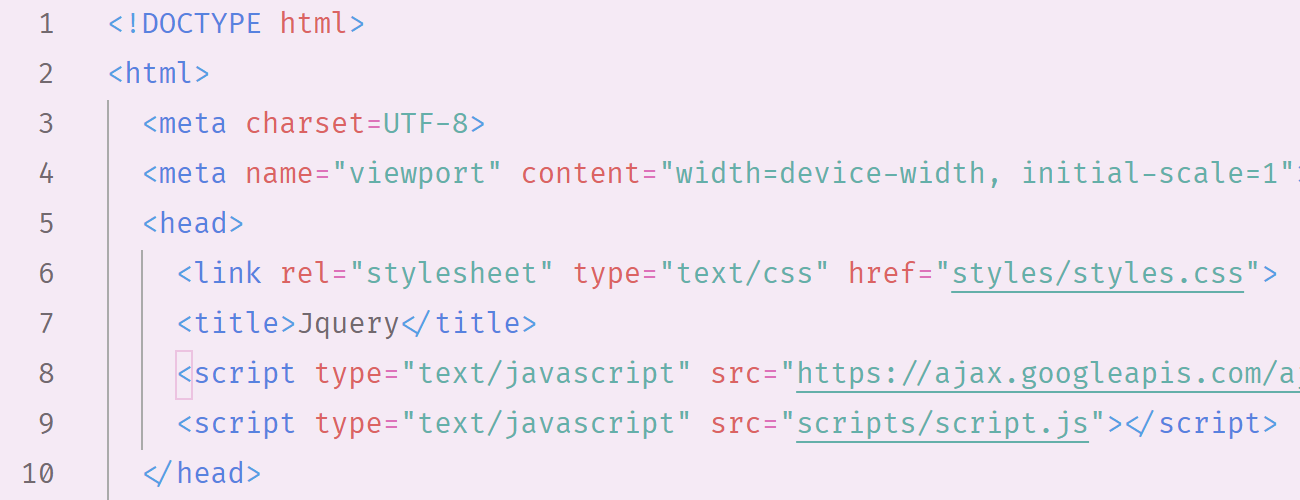 1 <!DOCTYPE html>
2 <html>
3 <meta charset=UTF-8>
4 <meta name="viewport" content="width=device-width, initial-scale=1"
5 <head>
6 <link rel="stylesheet" type="text/css" href="styles/styles.css">
7 <title>Jquery</title>
8 <script type="text/javascript" src="https://ajax.googleapis.com/a
9 <script type="text/javascript" src="scripts/script.js"></script>
10 </head>